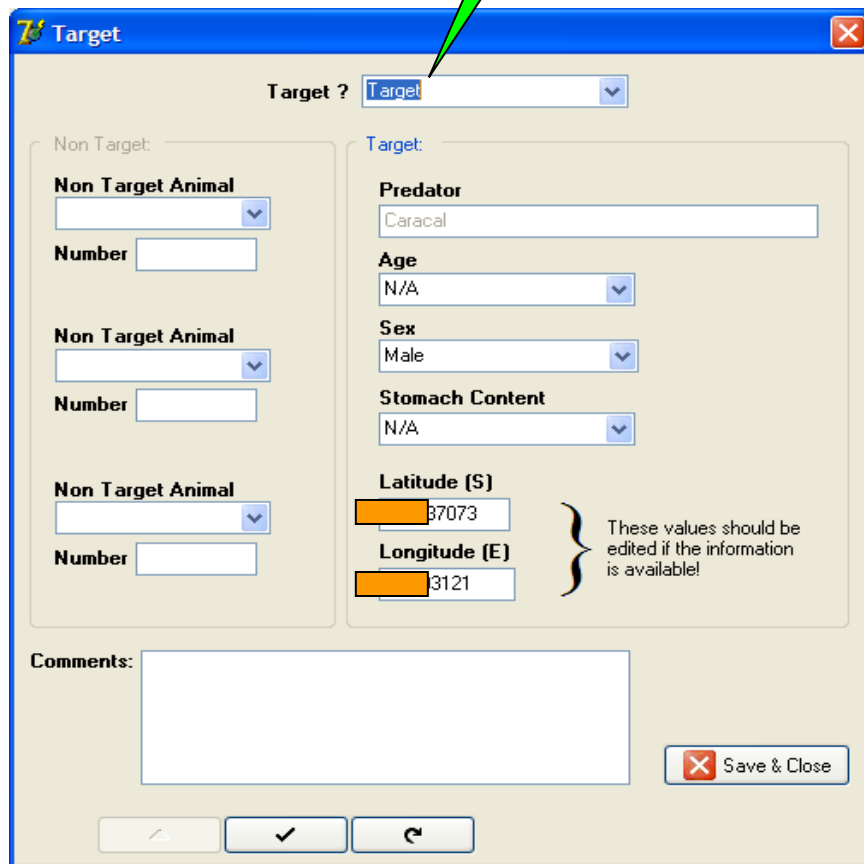 Target
Target ? Target
Non Target:
Non Target Animal
Number
Non Target Animal
Number
Non Target Animal
Number
Target:
Predator
Caracal
Age
N/A
Sex
Male
Stomach Content
N/A
Latitude (S)
37073
Longitude (E)
3121
These values should be
edited if the information
is available!
Comments:
Save & Close